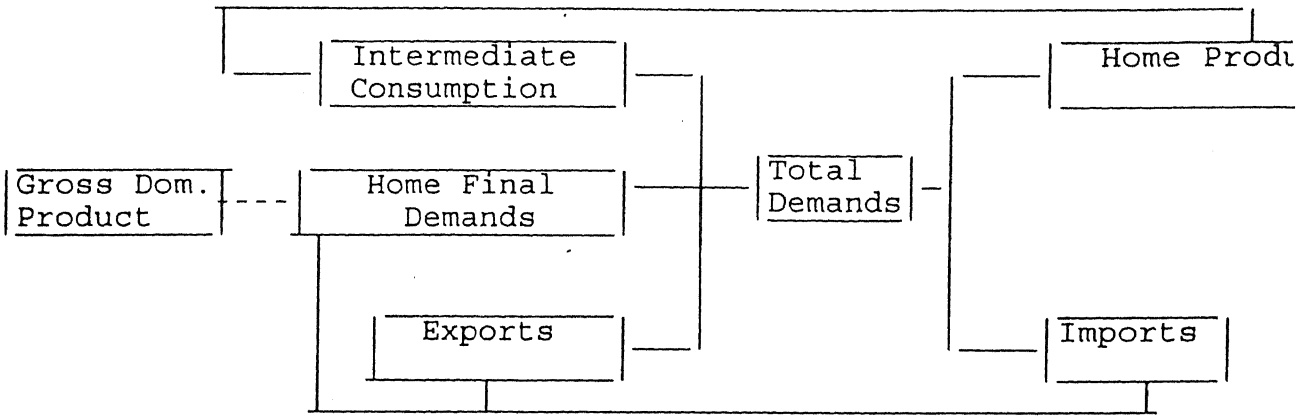 Intermediate
Consumption
Home Produ
Gross Dom.
Product
Home Final
Demands
Total
Demands
Exports
Imports